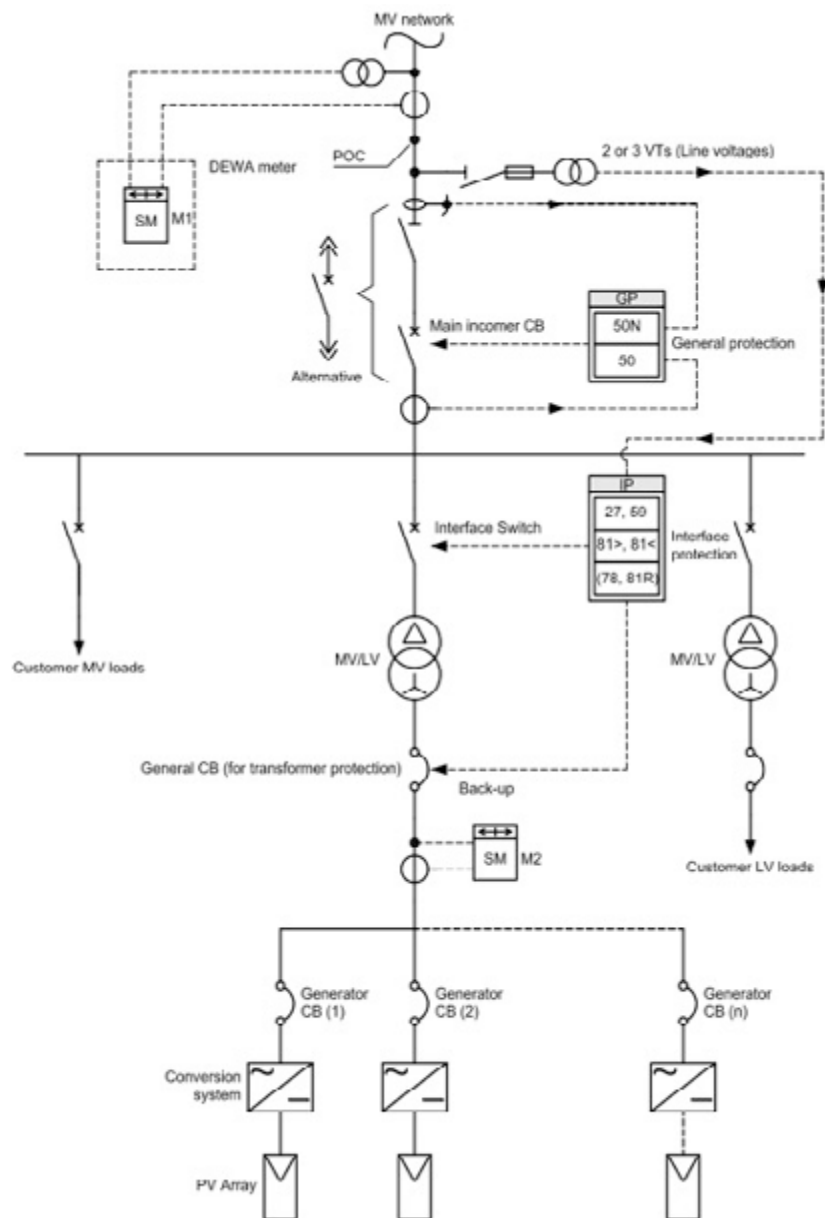 MV network
POC
2 or 3 VTs (Line voltages)
DEWA meter
SM
M1
GP
50N
50
General protection
Main incomer CB
Alternative
IP
27, 59
81>, 81<
(78, 81R)
Interface
protection
Interface Switch
Customer MV loads
MV/LV
MV/LV
General CB (for transformer protection)
Back-up
SM
M2
Customer LV loads
Generator
CB (1)
Generator
CB (2)
Generator
CB (n)
Conversion
system
PV Array